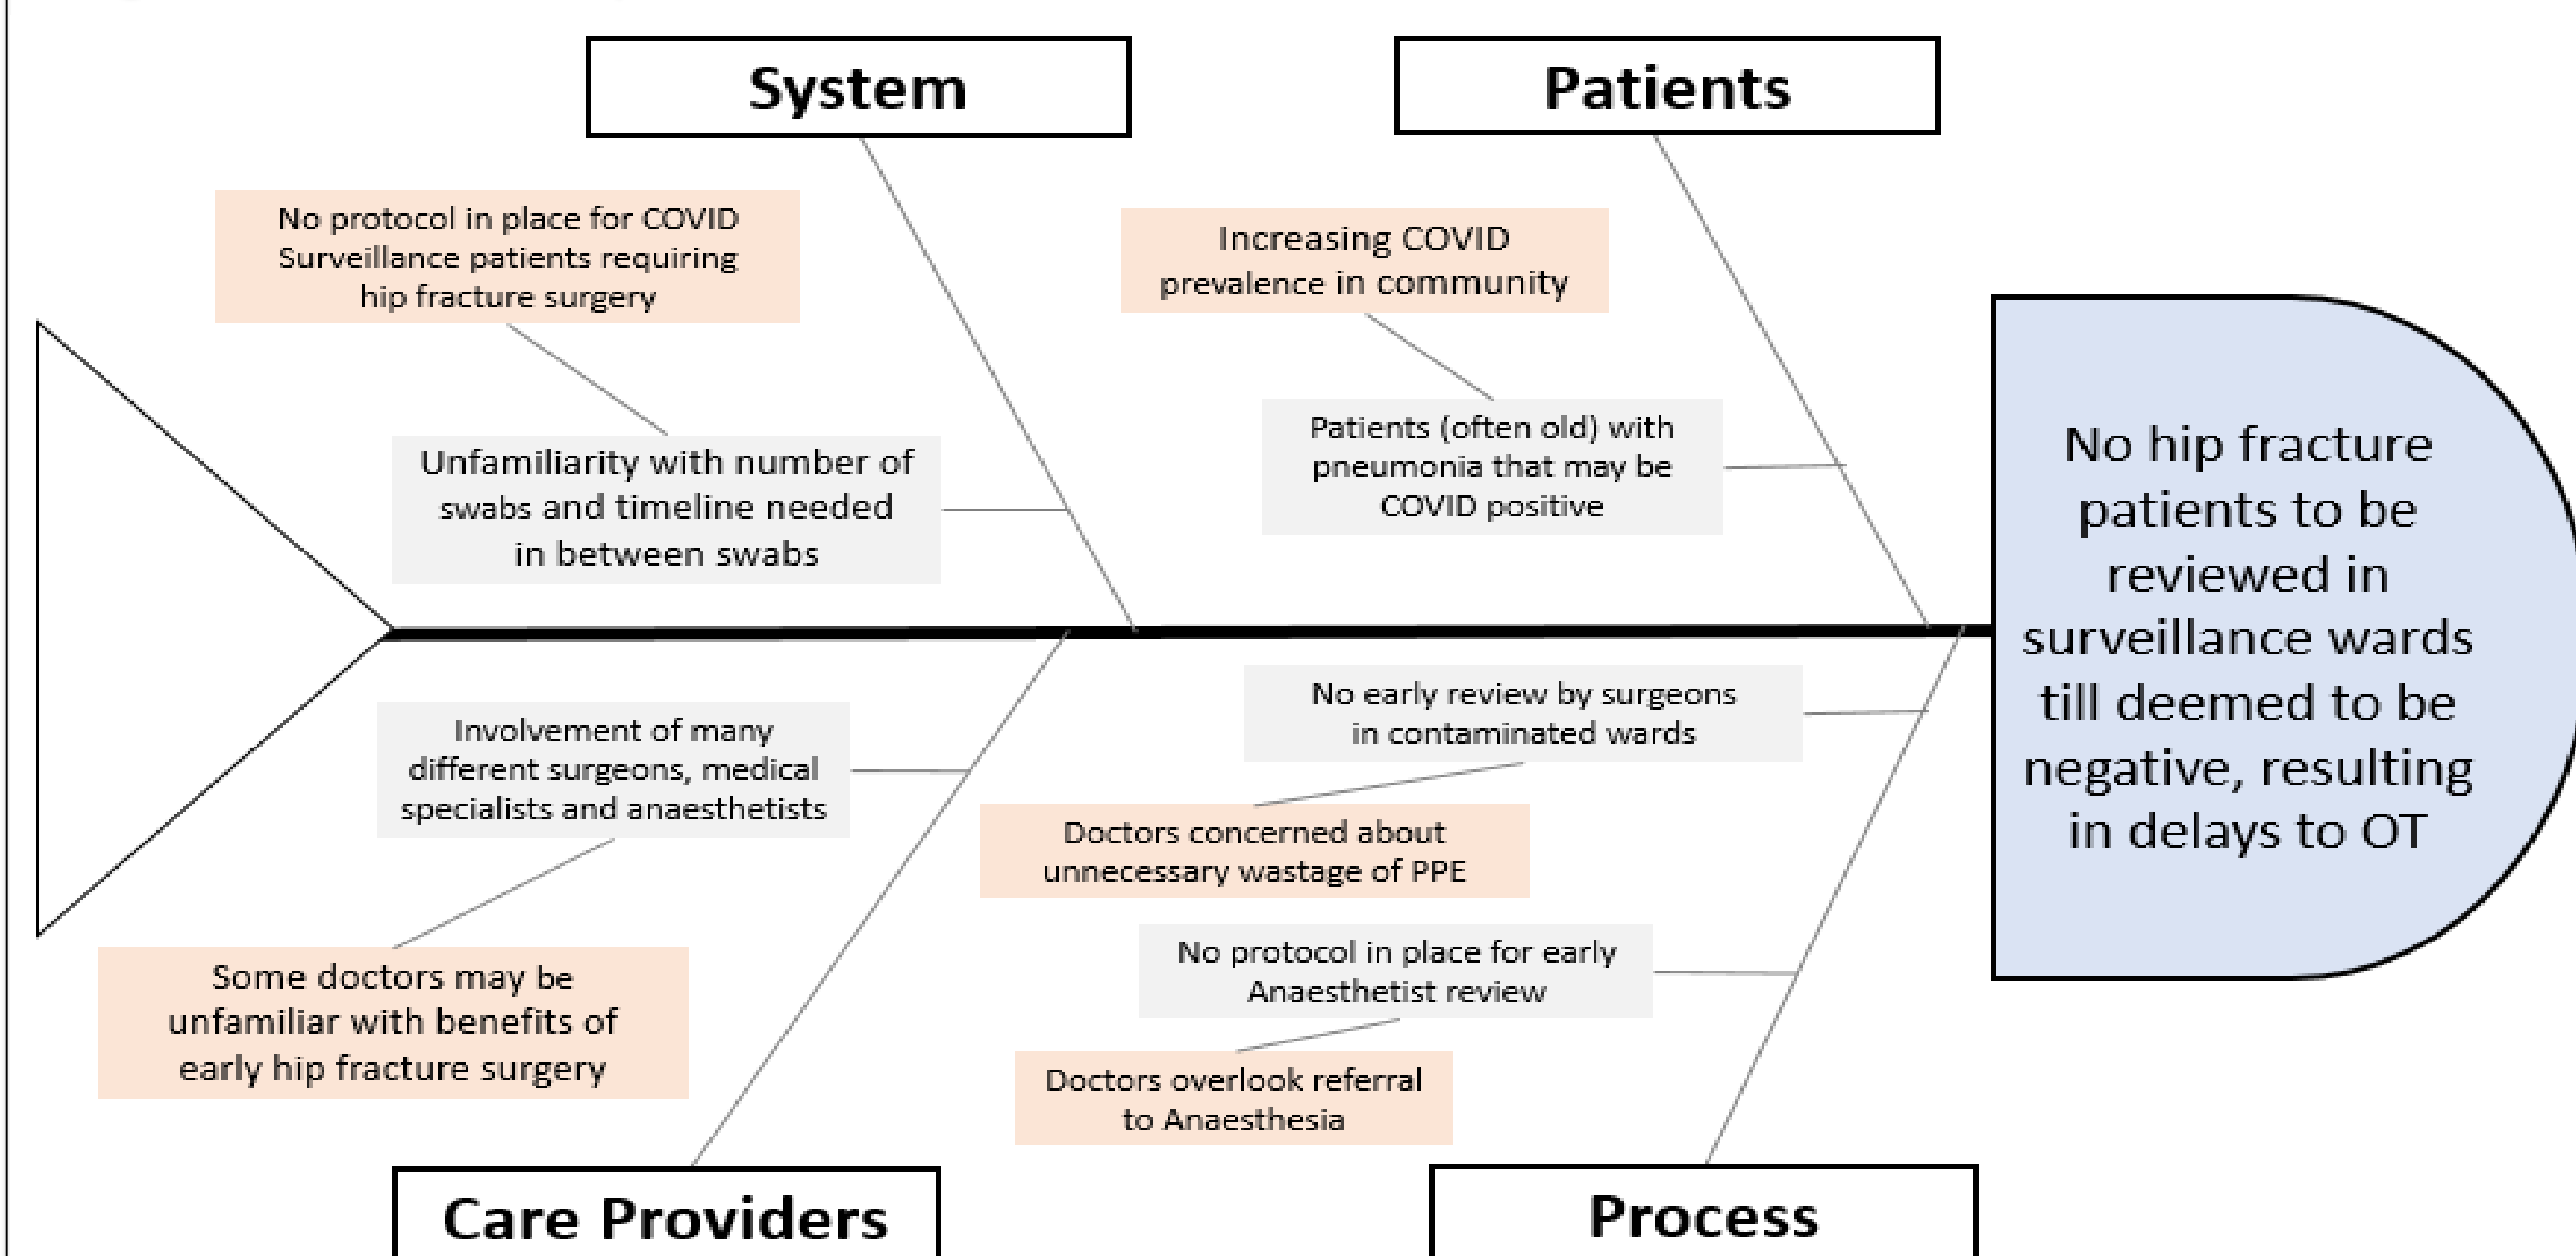 System
Patients
No protocol in place for COVID
Surveillance patients requiring
hip fracture surgery
Increasing COVID
prevalence in community
Unfamiliarity with number of
swabs and timeline needed
in between swabs
Patients (often old) with
pneumonia that may be
COVID positive
No hip fracture
patients to be
reviewed in
surveillance wards
till deemed to be
negative, resulting
in delays to OT
Involvement of many
different surgeons, medical
specialists and anaesthetists
No early review by surgeons
in contaminated wards
Doctors concerned about
unnecessary wastage of PPE
Some doctors may be
unfamiliar with benefits of
early hip fracture surgery
No protocol in place for early
Anaesthetist review
Doctors overlook referral
to Anaesthesia
Care Providers
Process